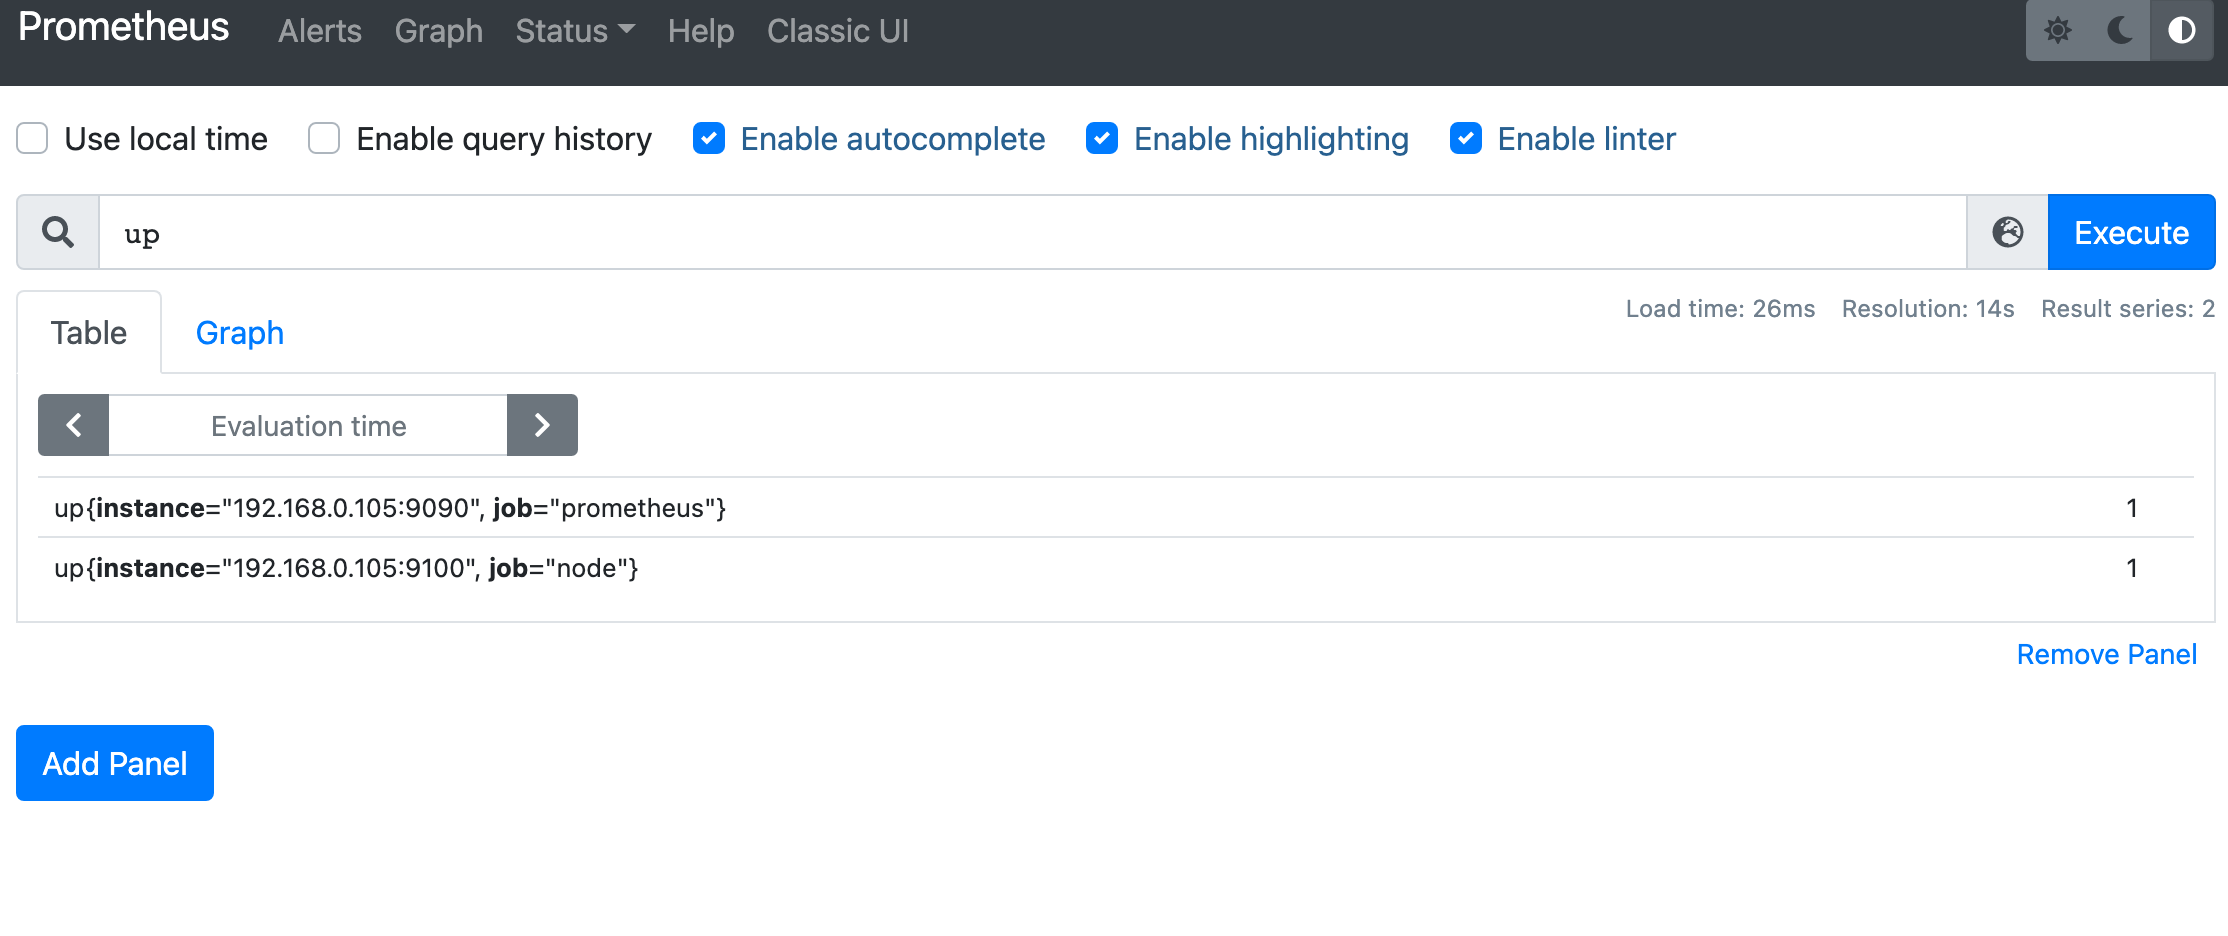 Prometheus Alerts Graph Status Help Classic UI
Use local time Enable query history Enable autocomplete Enable highlighting Enable linter
up Execute
Load time: 26ms Resolution: 14s Result series: 2
Table Graph
Evaluation time
up{instance="192.168.0.105:9090", job="prometheus"} 1
up{instance="192.168.0.105:9100", job="node"} 1
Remove Panel
Add Panel